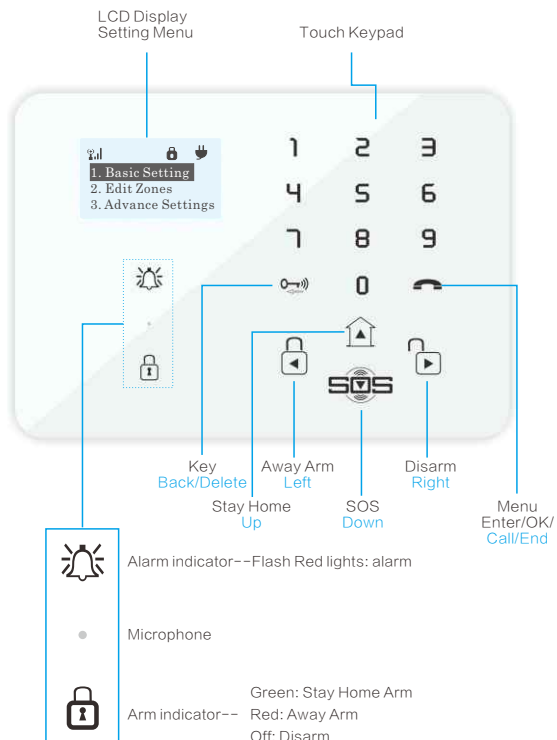 LCD Display
Setting Menu
Touch Keypad
1. Basic Setting
2. Edit Zones
3. Advance Settings
1 2 3
4 5 6
7 8 9
0
SOS
Key
Back/Delete
Away Arm
Left
Disarm
Right
Stay Home
Up
SOS
Down
Menu
Enter/OK/
Call/End
Alarm indicator--Flash Red lights: alarm
Microphone
Green: Stay Home Arm
Arm indicator-- Red: Away Arm
Off: Disarm